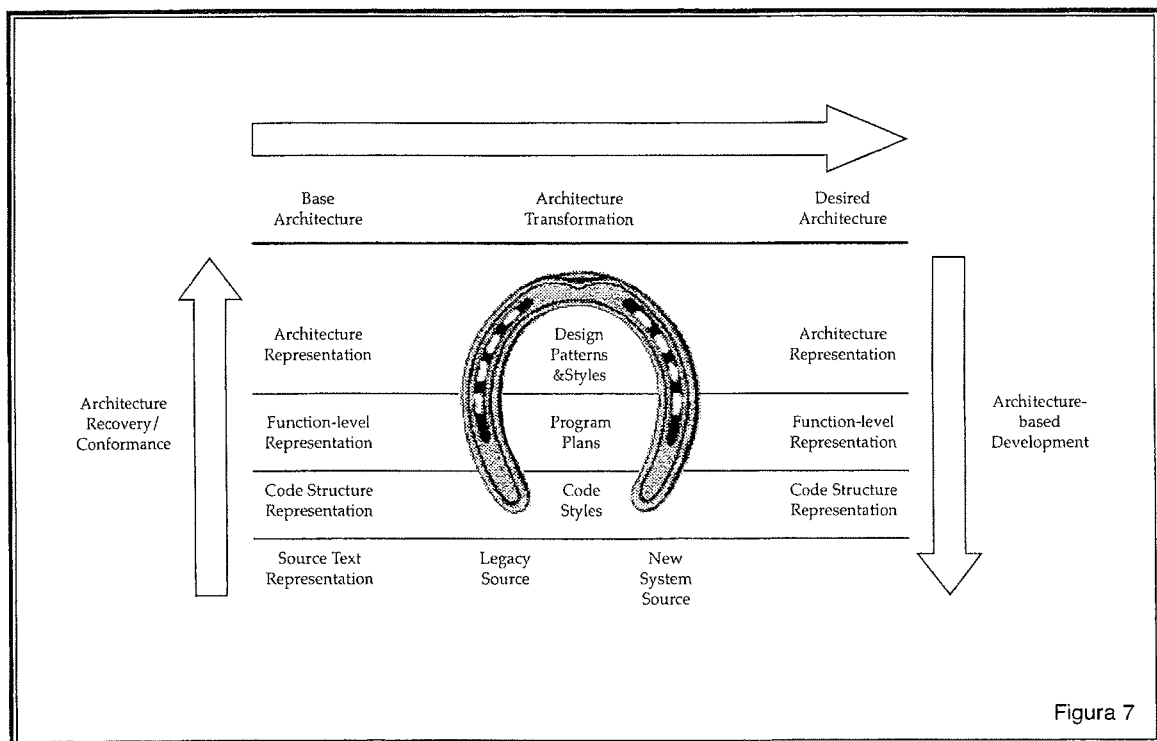 Base
Architecture
Architecture
Transformation
Desired
Architecture
Architecture
Recovery/
Conformance
Architecture
Representation
Design
Patterns
&Styles
Architecture
Representation
Architecture-
based
Development
Function-level
Representation
Program
Plans
Function-level
Representation
Code Structure
Representation
Code
Styles
Code Structure
Representation
Source Text
Representation
Legacy
Source
New
System
Source
Figura 7